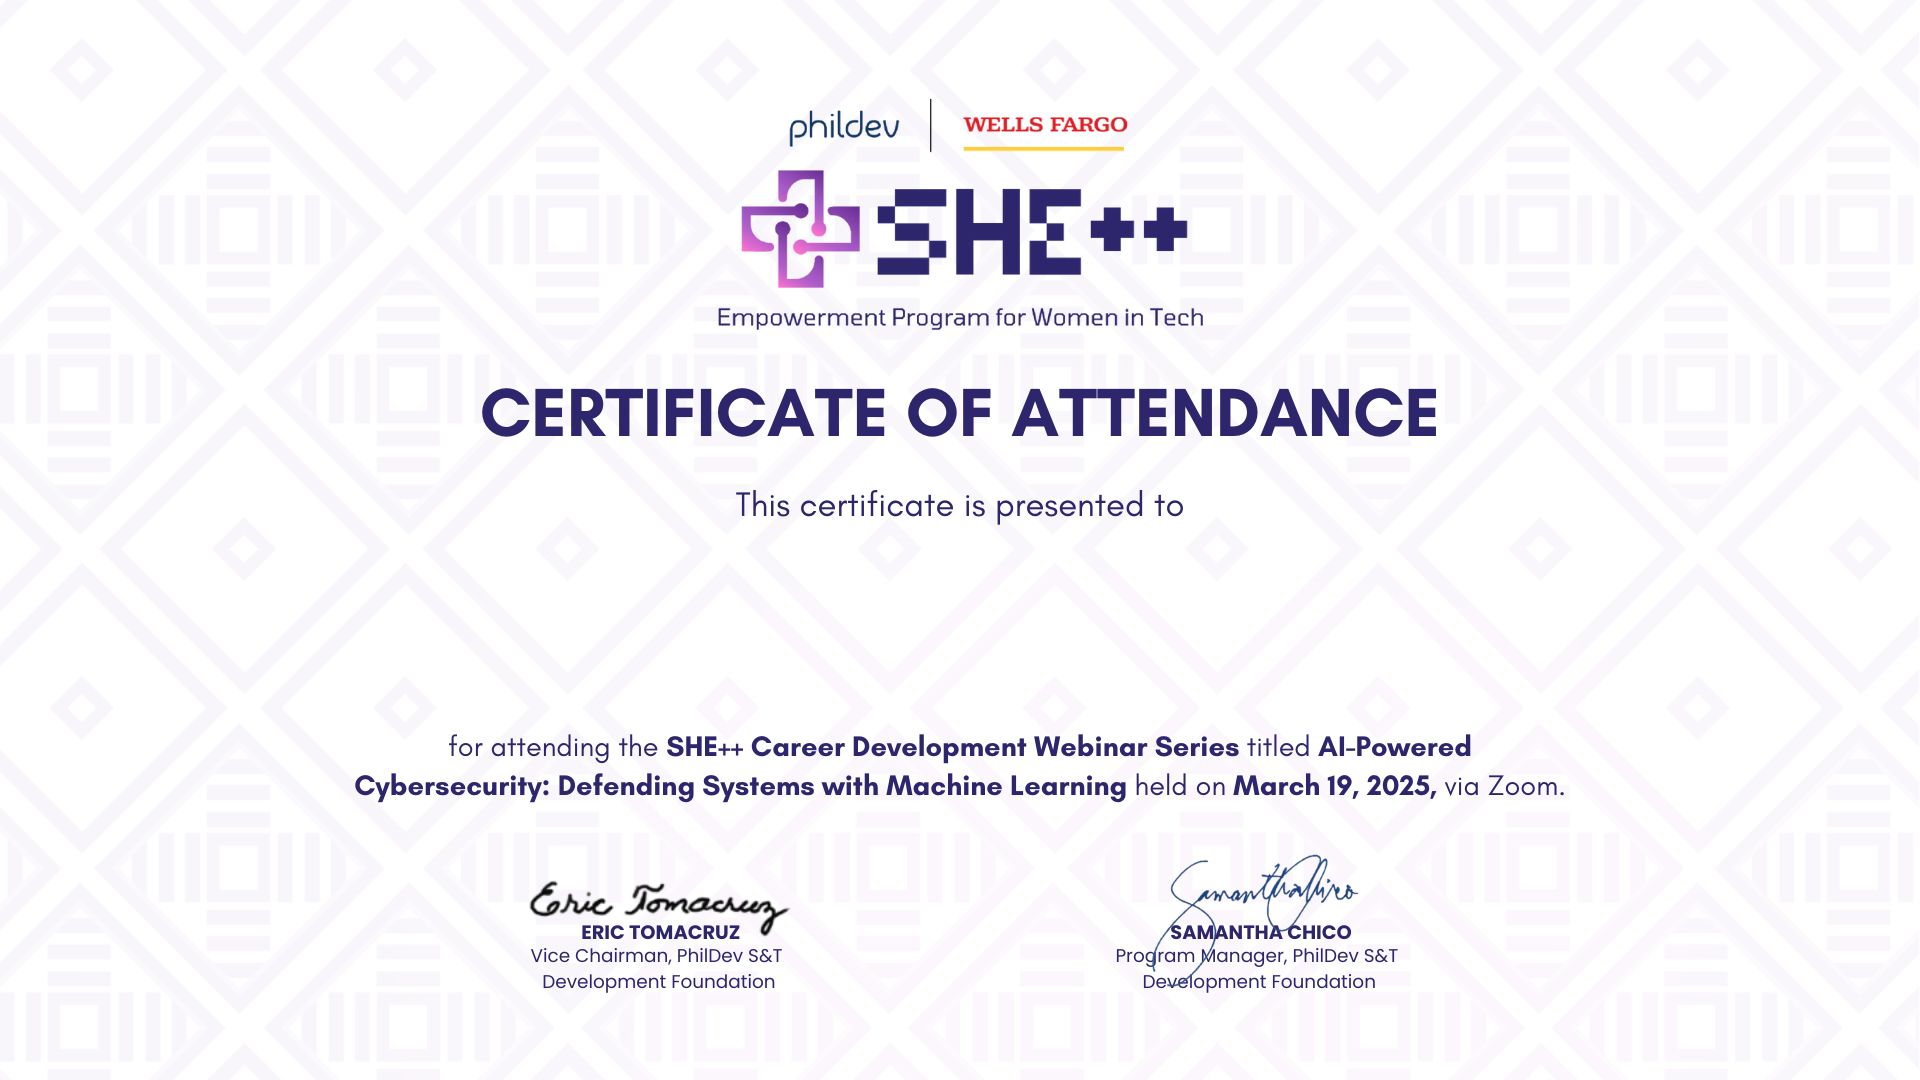 phildev
WELLS FARGO
SHE++
Empowerment Program for Women in Tech
CERTIFICATE OF ATTENDANCE
This certificate is presented to
for attending the SHE++ Career Development Webinar Series titled AI-Powered
Cybersecurity: Defending Systems with Machine Learning held on March 19, 2025, via Zoom.
Eric Tomacruz
ERIC TOMACRUZ
Vice Chairman, PhilDev S&T
Development Foundation
Samantha Chico
SAMANTHA CHICO
Program Manager, PhilDev S&T
Development Foundation